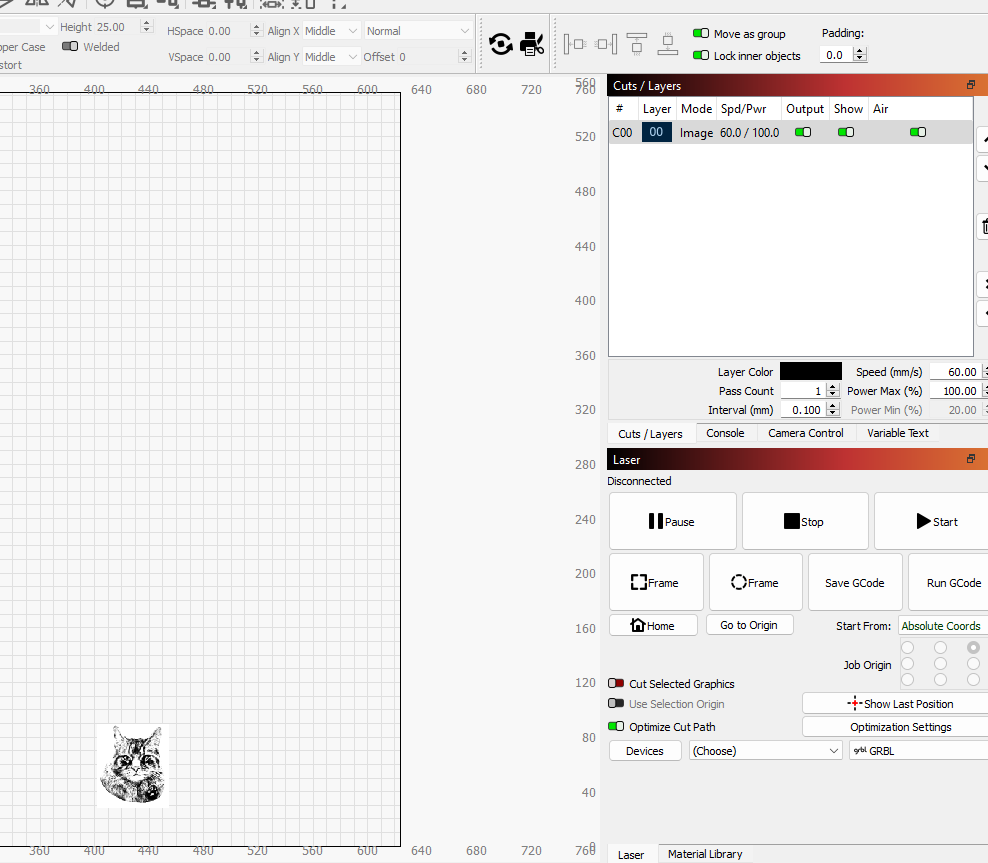 Height 25.00
HSpace 0.00
Align X Middle
Normal
pper Case
Welded
VSpace 0.00
Align Y Middle
Offset 0
stort
Move as group
Lock inner objects
Padding:
0.0
360 400 440 480 520 560 600 640 680 720 760
560
520
480
440
400
360
320
280
240
200
160
120
80
40
0
360 400 440 480 520 560 600 640 680 720 760
Cuts / Layers
# Layer Mode Spd/Pwr Output Show Air
C00 00 Image 60.0 / 100.0
Layer Color
Speed (mm/s) 60.00
Pass Count 1
Power Max (%) 100.00
Interval (mm) 0.100
Power Min (%) 20.00
Cuts / Layers
Console
Camera Control
Variable Text
Laser
Disconnected
Pause
Stop
Start
Frame
Frame
Save GCode
Run GCode
Home
Go to Origin
Start From: Absolute Coords
Job Origin
Cut Selected Graphics
Use Selection Origin
Show Last Position
Optimize Cut Path
Optimization Settings
Devices
(Choose)
grbl GRBL
Laser
Material Library